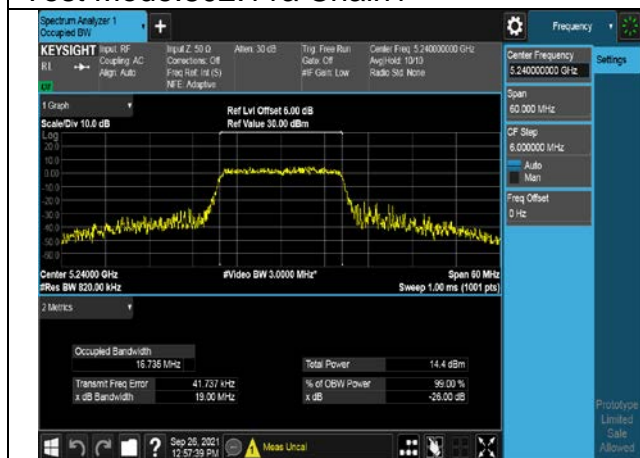 Spectrum Analyzer 1
Occupied BW
Frequency
KEYSIGHT
Input: RF
Coupling: AC
Align: Auto
Input Z: 50 Ω
Corrections: Off
Freq Ref: Int (S)
NFE: Adaptive
Atten: 30 dB
Trig: Free Run
Gate: Off
#IF Gain: Low
Center Freq: 5.240000000 GHz
Avg|Hold: 10/10
Radio Std: None
Center Frequency
5.240000000 GHz
Settings
Span
60.000 MHz
CF Step
6.000000 MHz
Auto
Man
Freq Offset
0 Hz
1 Graph
Scale/Div 10.0 dB
Ref Lvl Offset 6.00 dB
Ref Value 30.00 dBm
Log
20.0
10.0
0.00
-10.0
-20.0
-30.0
-40.0
-50.0
-60.0
Center 5.24000 GHz
#Res BW 820.00 kHz
#Video BW 3.0000 MHz*
Span 60 MHz
Sweep 1.00 ms (1001 pts)
2 Metrics
Occupied Bandwidth
16.735 MHz
Total Power 14.4 dBm
Transmit Freq Error 41.737 kHz
% of OBW Power 99.00 %
x dB Bandwidth 19.00 MHz
x dB -26.00 dB
Sep 26, 2021
12:57:39 PM
Meas Uncal
Prototype
Limited
Sale
Allowed